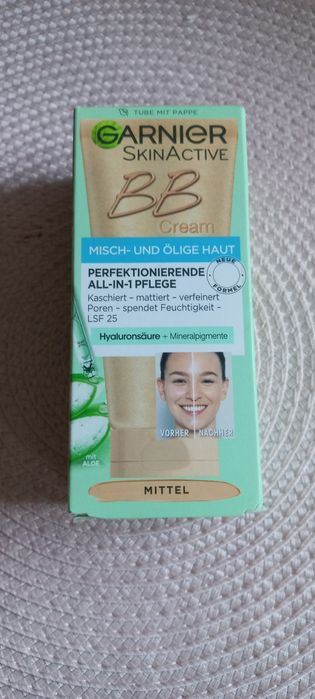 TUBE MIT PAPPE
GARNIER
SKINACTIVE
BB
Cream
MISCH- UND ÖLIGE HAUT
PERFEKTIONIERENDE
ALL-IN-1 PFLEGE
NEUE FORMEL
Kaschiert – mattiert – verfeinert
Poren – spendet Feuchtigkeit –
LSF 25
Hyaluronsäure + Mineralpigmente
VORHER | NACHHER
mit
ALOE
MITTEL